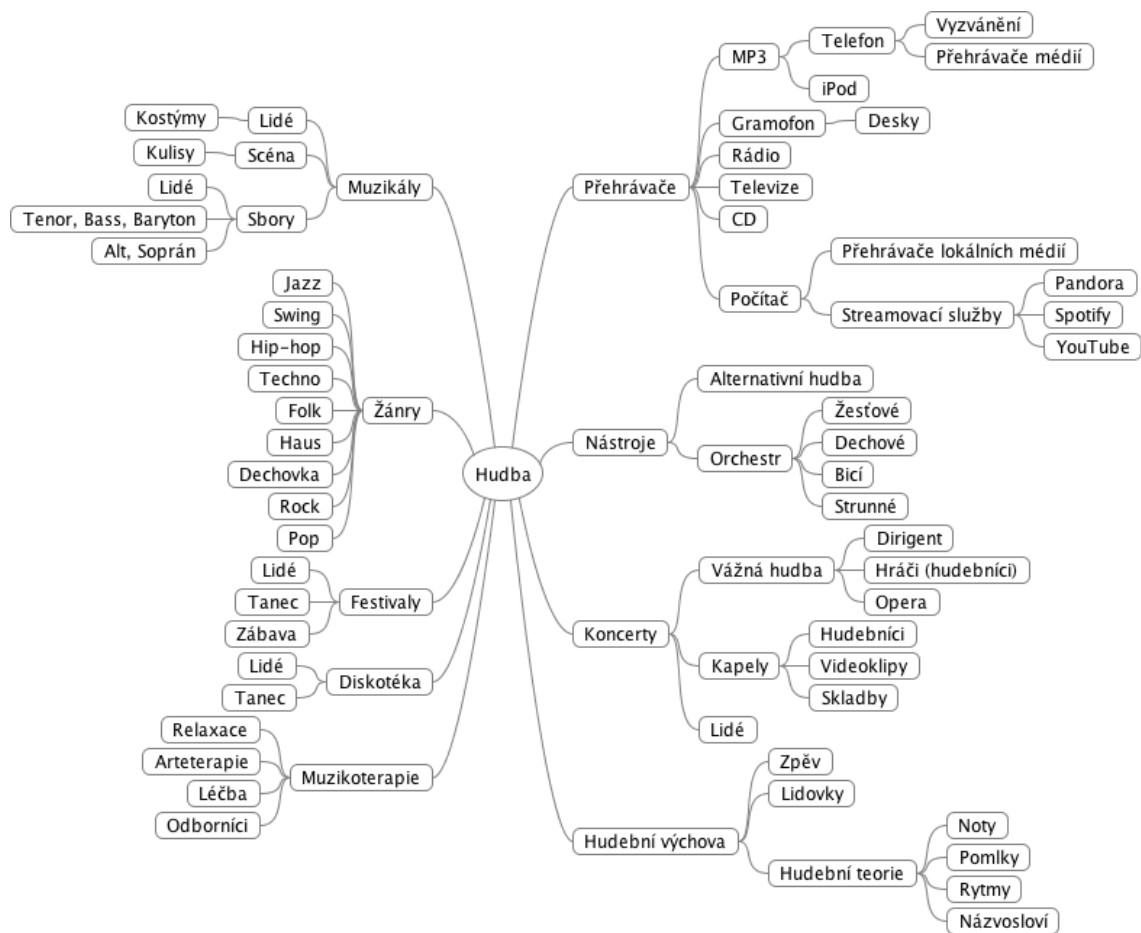 Hudba
Muzikály
Lidé
Kostýmy
Scéna
Kulisy
Sbory
Lidé
Tenor, Bass, Baryton
Alt, Soprán
Žánry
Jazz
Swing
Hip-hop
Techno
Folk
Haus
Dechovka
Rock
Pop
Festivaly
Lidé
Tanec
Zábava
Diskotéka
Lidé
Tanec
Muzikoterapie
Relaxace
Arteterapie
Léčba
Odborníci
Přehrávače
MP3
Telefon
Vyzvánění
Přehrávače médií
iPod
Gramofon
Desky
Rádio
Televize
CD
Počítač
Přehrávače lokálních médií
Streamovací služby
Pandora
Spotify
YouTube
Nástroje
Alternativní hudba
Orchestr
Žesťové
Dechové
Bicí
Strunné
Koncerty
Vážná hudba
Dirigent
Hráči (hudebníci)
Opera
Kapely
Hudebníci
Videoklipy
Skladby
Lidé
Hudební výchova
Zpěv
Lidovky
Hudební teorie
Noty
Pomlky
Rytmy
Názvosloví